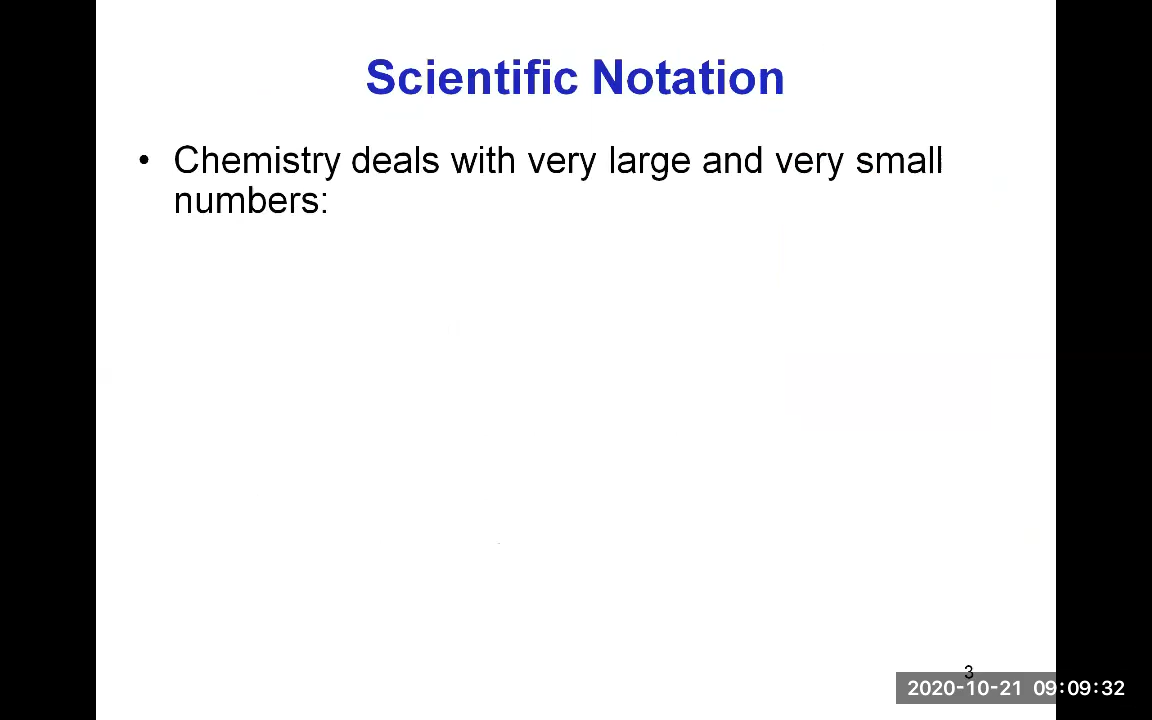 Scientific Notation
• Chemistry deals with very large and very small
numbers:
3
2020-10-21 09:09:32